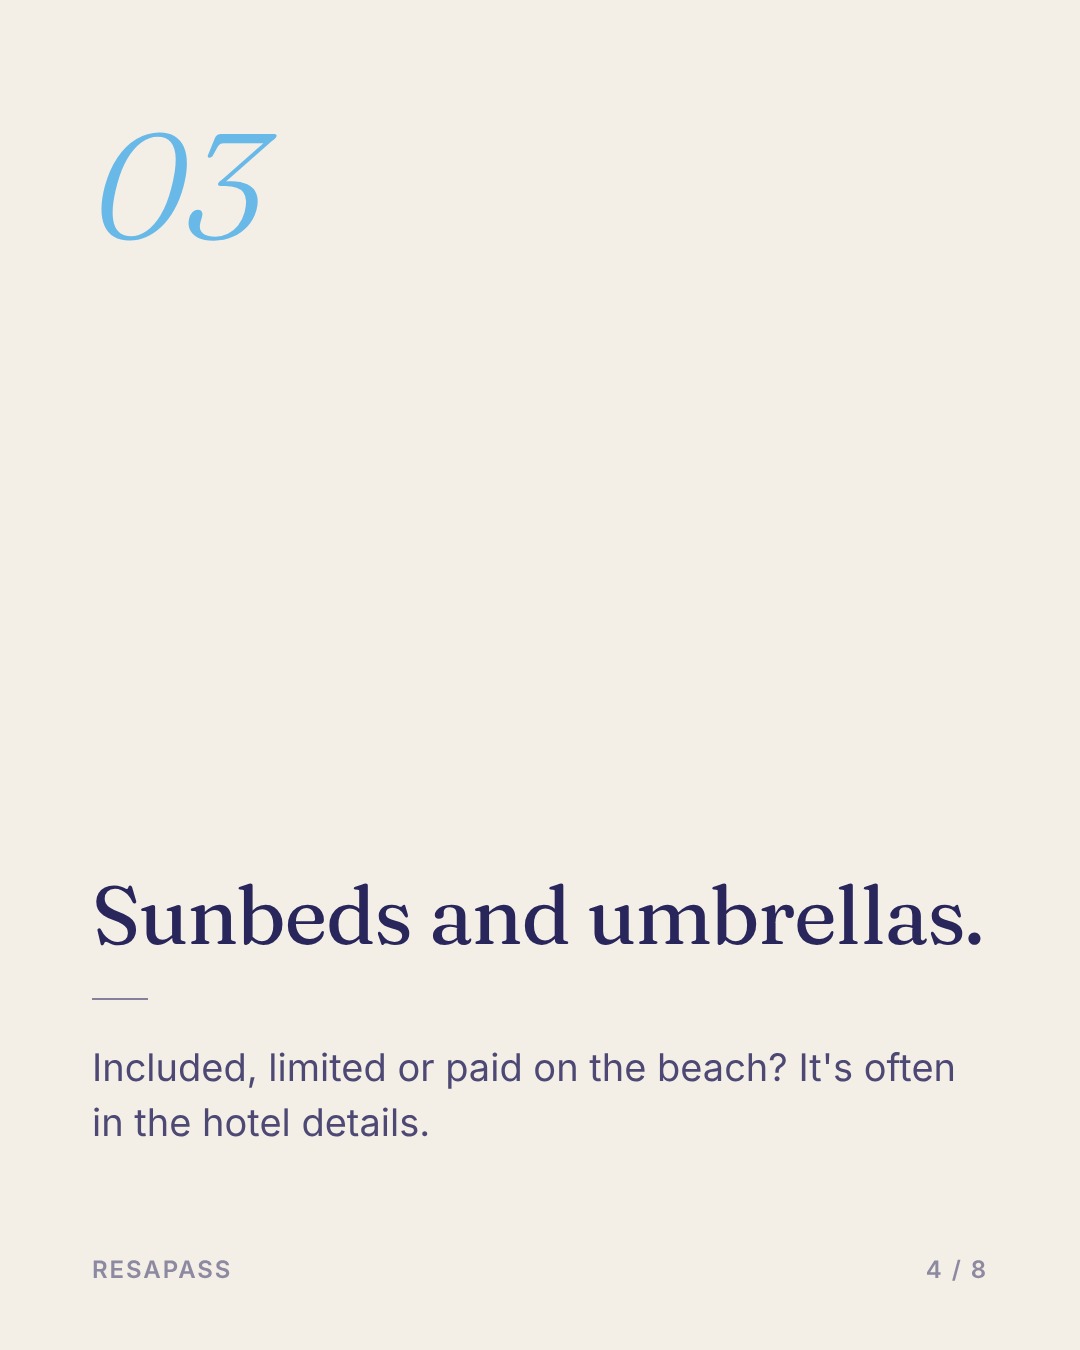 03
Sunbeds and umbrellas.
Included, limited or paid on the beach? It's often
in the hotel details.
RESAPASS
4 / 8